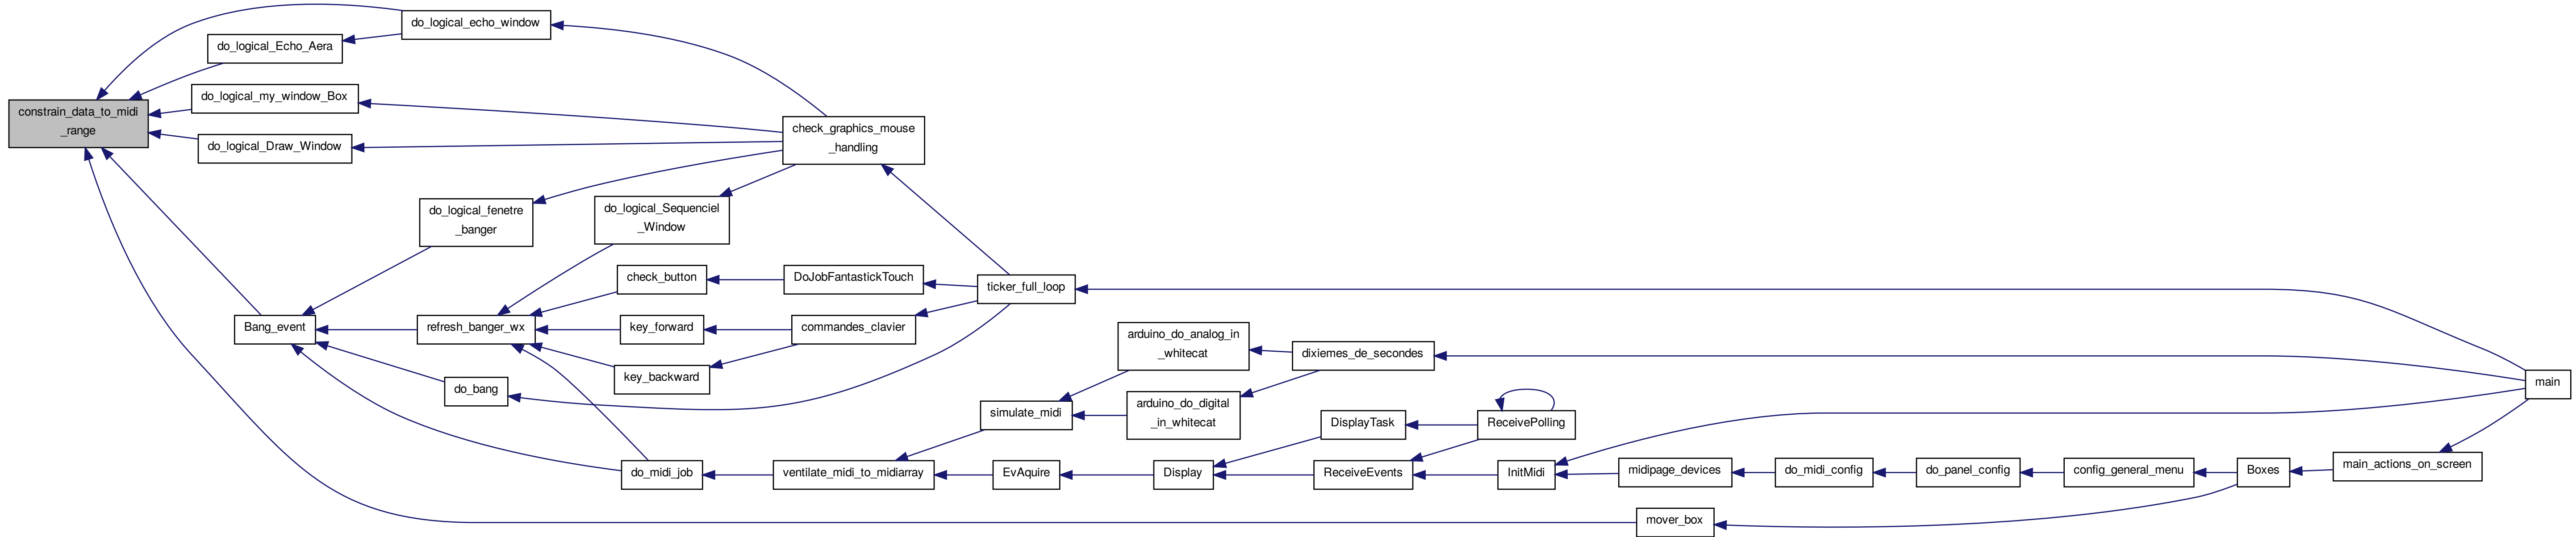 constrain_data_to_midi
_range
do_logical_echo_window
do_logical_Echo_Aera
do_logical_my_window_Box
do_logical_Draw_Window
check_graphics_mouse
_handling
do_logical_fenetre
_banger
do_logical_Sequenciel
_Window
check_button
DoJobFantastickTouch
ticker_full_loop
Bang_event
refresh_banger_wx
key_forward
commandes_clavier
key_backward
do_bang
arduino_do_analog_in
_whitecat
dixiemes_de_secondes
main
simulate_midi
arduino_do_digital
_in_whitecat
DisplayTask
ReceivePolling
do_midi_job
ventilate_midi_to_midiarray
EvAquire
Display
ReceiveEvents
InitMidi
midipage_devices
do_midi_config
do_panel_config
config_general_menu
Boxes
main_actions_on_screen
mover_box